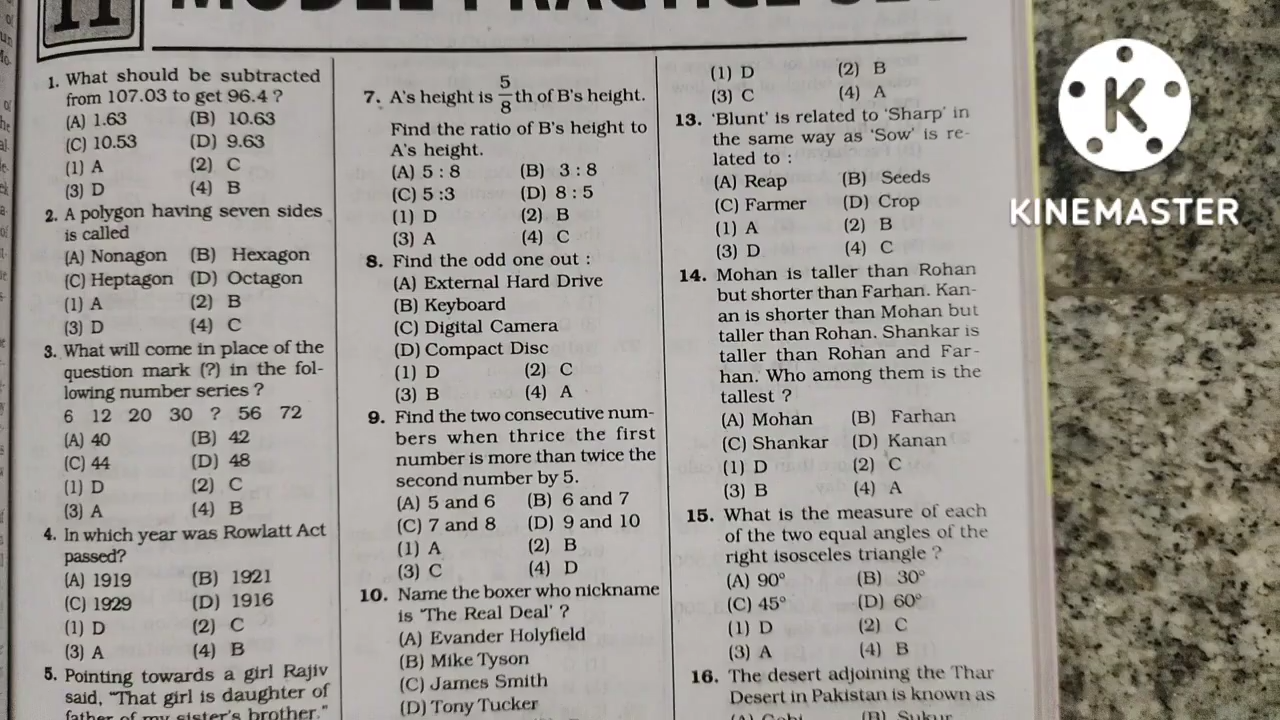 11 MODEL PRACTICE SET
1. What should be subtracted
from 107.03 to get 96.4 ?
(A) 1.63 (B) 10.63
(C) 10.53 (D) 9.63
(1) A (2) C
(3) D (4) B
2. A polygon having seven sides
is called
(A) Nonagon (B) Hexagon
(C) Heptagon (D) Octagon
(1) A (2) B
(3) D (4) C
3. What will come in place of the
question mark (?) in the fol-
lowing number series ?
6 12 20 30 ? 56 72
(A) 40 (B) 42
(C) 44 (D) 48
(1) D (2) C
(3) A (4) B
4. In which year was Rowlatt Act
passed?
(A) 1919 (B) 1921
(C) 1929 (D) 1916
(1) D (2) C
(3) A (4) B
5. Pointing towards a girl Rajiv
said, "That girl is daughter of
father of my sister's brother."
7. A's height is 5/8 th of B's height.
Find the ratio of B's height to
A's height.
(A) 5 : 8 (B) 3 : 8
(C) 5 :3 (D) 8 : 5
(1) D (2) B
(3) A (4) C
8. Find the odd one out :
(A) External Hard Drive
(B) Keyboard
(C) Digital Camera
(D) Compact Disc
(1) D (2) C
(3) B (4) A
9. Find the two consecutive num-
bers when thrice the first
number is more than twice the
second number by 5.
(A) 5 and 6 (B) 6 and 7
(C) 7 and 8 (D) 9 and 10
(1) A (2) B
(3) C (4) D
10. Name the boxer who nickname
is 'The Real Deal' ?
(A) Evander Holyfield
(B) Mike Tyson
(C) James Smith
(D) Tony Tucker
(1) D (2) B
(3) C (4) A
13. 'Blunt' is related to 'Sharp' in
the same way as 'Sow' is re-
lated to :
(A) Reap (B) Seeds
(C) Farmer (D) Crop
(1) A (2) B
(3) D (4) C
14. Mohan is taller than Rohan
but shorter than Farhan. Kan-
an is shorter than Mohan but
taller than Rohan. Shankar is
taller than Rohan and Far-
han. Who among them is the
tallest ?
(A) Mohan (B) Farhan
(C) Shankar (D) Kanan
(1) D (2) C
(3) B (4) A
15. What is the measure of each
of the two equal angles of the
right isosceles triangle ?
(A) 90° (B) 30°
(C) 45° (D) 60°
(1) D (2) C
(3) A (4) B
16. The desert adjoining the Thar
Desert in Pakistan is known as
(A) Gobi (B) Sukur
K
KINEMASTER